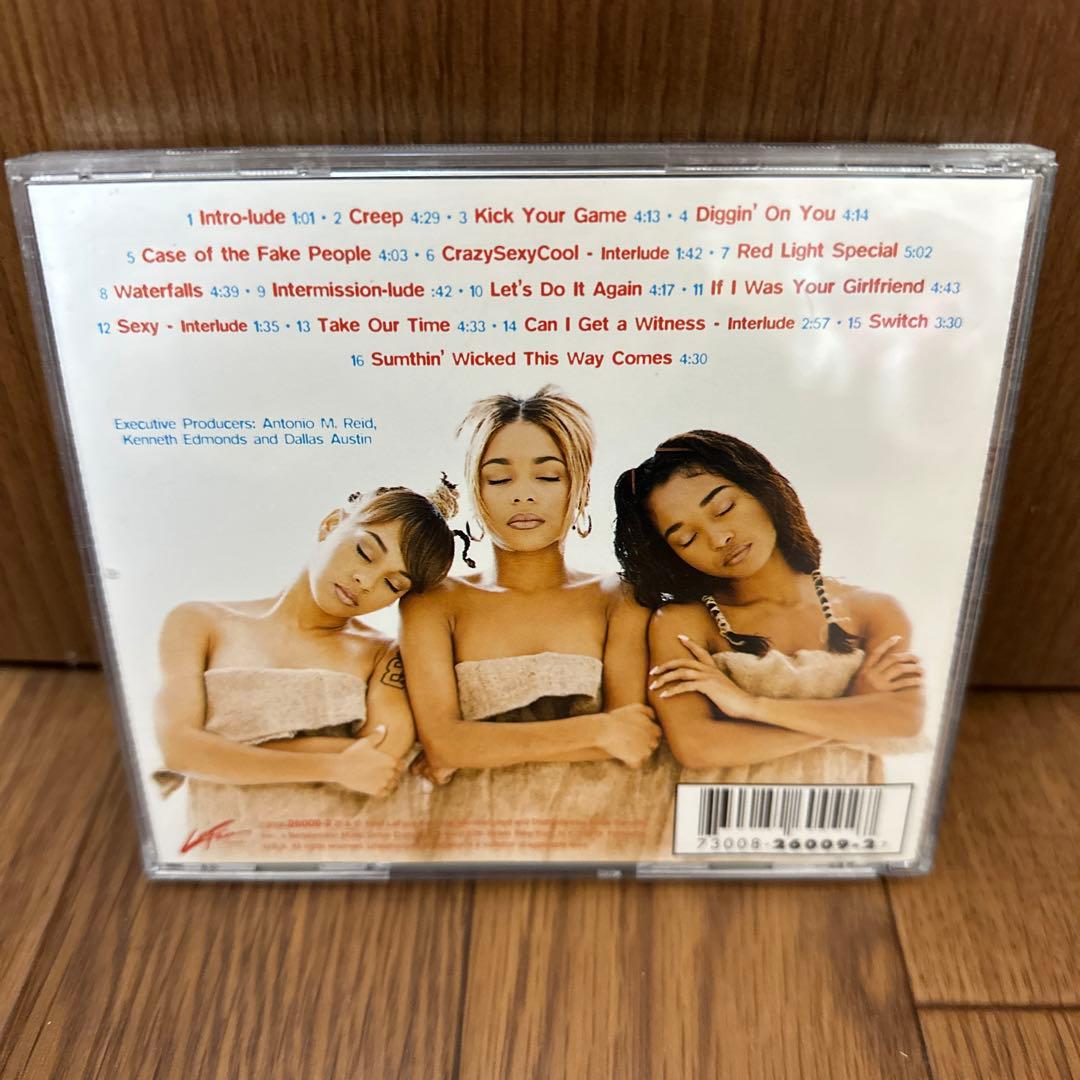 1 Intro-lude 1:01 • 2 Creep 4:29 • 3 Kick Your Game 4:13 • 4 Diggin' On You 4:14
5 Case of the Fake People 4:03 • 6 CrazySexyCool - Interlude 1:42 • 7 Red Light Special 5:02
8 Waterfalls 4:39 • 9 Intermission-lude :42 • 10 Let's Do It Again 4:17 • 11 If I Was Your Girlfriend 4:43
12 Sexy - Interlude 1:35 • 13 Take Our Time 4:33 • 14 Can I Get a Witness - Interlude 2:57 • 15 Switch 3:30
16 Sumthin' Wicked This Way Comes 4:30
Executive Producers: Antonio M. Reid,
Kenneth Edmonds and Dallas Austin
26009-2
73008-26009-2